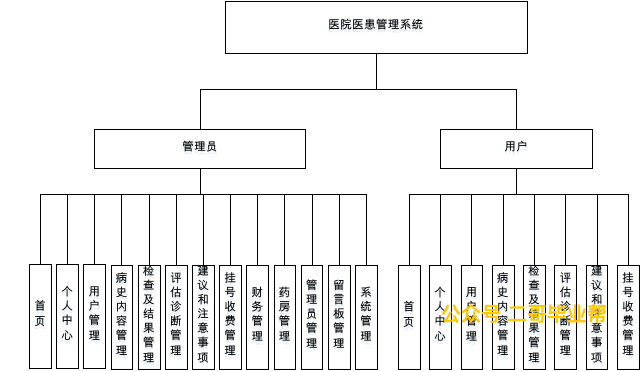 医院医患管理系统
管理员
用户
首页
个人中心
用户管理
病史内容管理
检查及结果管理
评估诊断管理
建议和注意事项
挂号收费管理
财务管理
药房管理
管理员管理
留言板管理
系统管理
首页
个人中心
用户管理
病史内容管理
检查及结果管理
评估诊断管理
建议和注意事项
挂号收费管理
公众号:二哥毕业帮